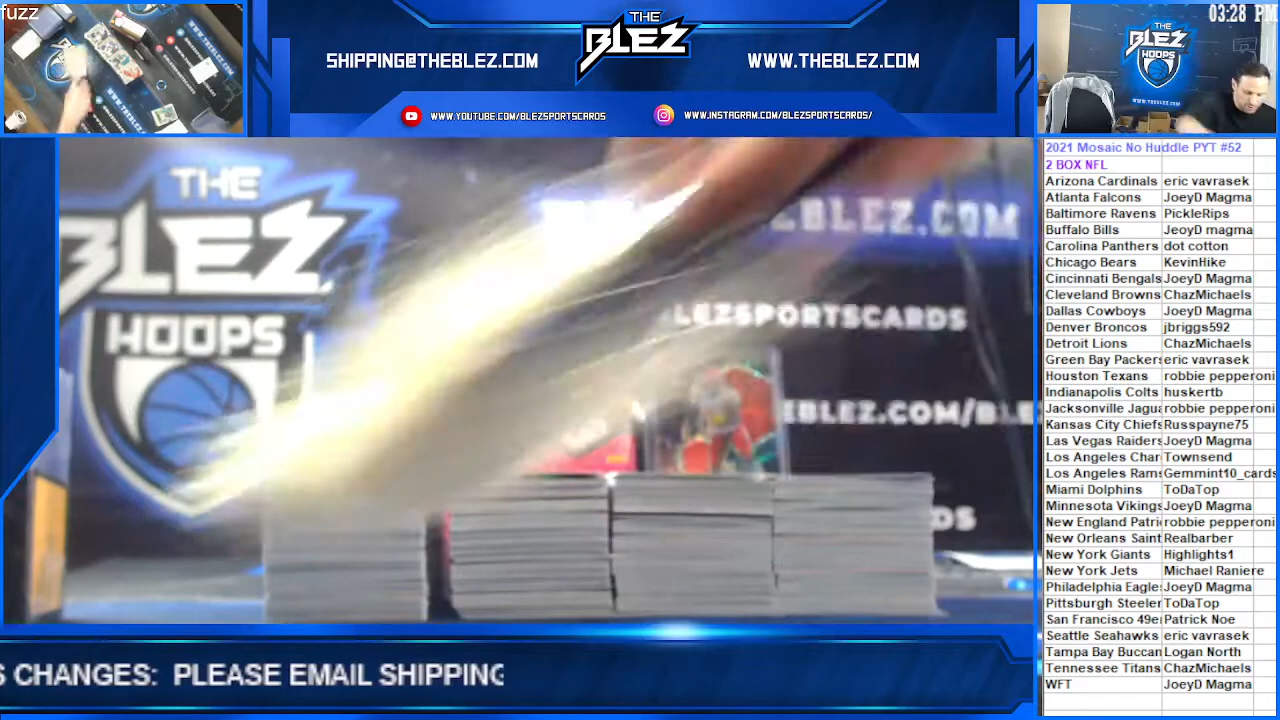 fuzz
SHIPPING@THEBLEZ.COM
THE
BLEZ
WWW.THEBLEZ.COM
WWW.YOUTUBE.COM/BLEZSPORTSCARDS
WWW.INSTAGRAM.COM/BLEZSPORTSCARDS/
03:28 PM
THE
BLEZ
HOOPS
THE
BLEZ
HOOPS
EBLEZ.COM
LEZSPORTSCARDS
EBLEZ.COM/BLE
DS
2021 Mosaic No Huddle PYT #52
2 BOX NFL
Arizona Cardinals eric vavrasek
Atlanta Falcons JoeyD Magma
Baltimore Ravens PickleRips
Buffalo Bills JeoyD magma
Carolina Panthers dot cotton
Chicago Bears KevinHike
Cincinnati Bengals JoeyD Magma
Cleveland Browns ChazMichaels
Dallas Cowboys JoeyD Magma
Denver Broncos jbriggs592
Detroit Lions ChazMichaels
Green Bay Packers eric vavrasek
Houston Texans robbie pepperoni
Indianapolis Colts huskertb
Jacksonville Jagua robbie pepperoni
Kansas City Chiefs Russpayne75
Las Vegas Raiders JoeyD Magma
Los Angeles Char Townsend
Los Angeles Rams Gemmint10_cards
Miami Dolphins ToDaTop
Minnesota Vikings JoeyD Magma
New England Patri robbie pepperoni
New Orleans Saint Realbarber
New York Giants Highlights1
New York Jets Michael Raniere
Philadelphia Eagle JoeyD Magma
Pittsburgh Steeler ToDaTop
San Francisco 49e Patrick Noe
Seattle Seahawks eric vavrasek
Tampa Bay Buccan Logan North
Tennessee Titans ChazMichaels
WFT JoeyD Magma
S CHANGES: PLEASE EMAIL SHIPPING